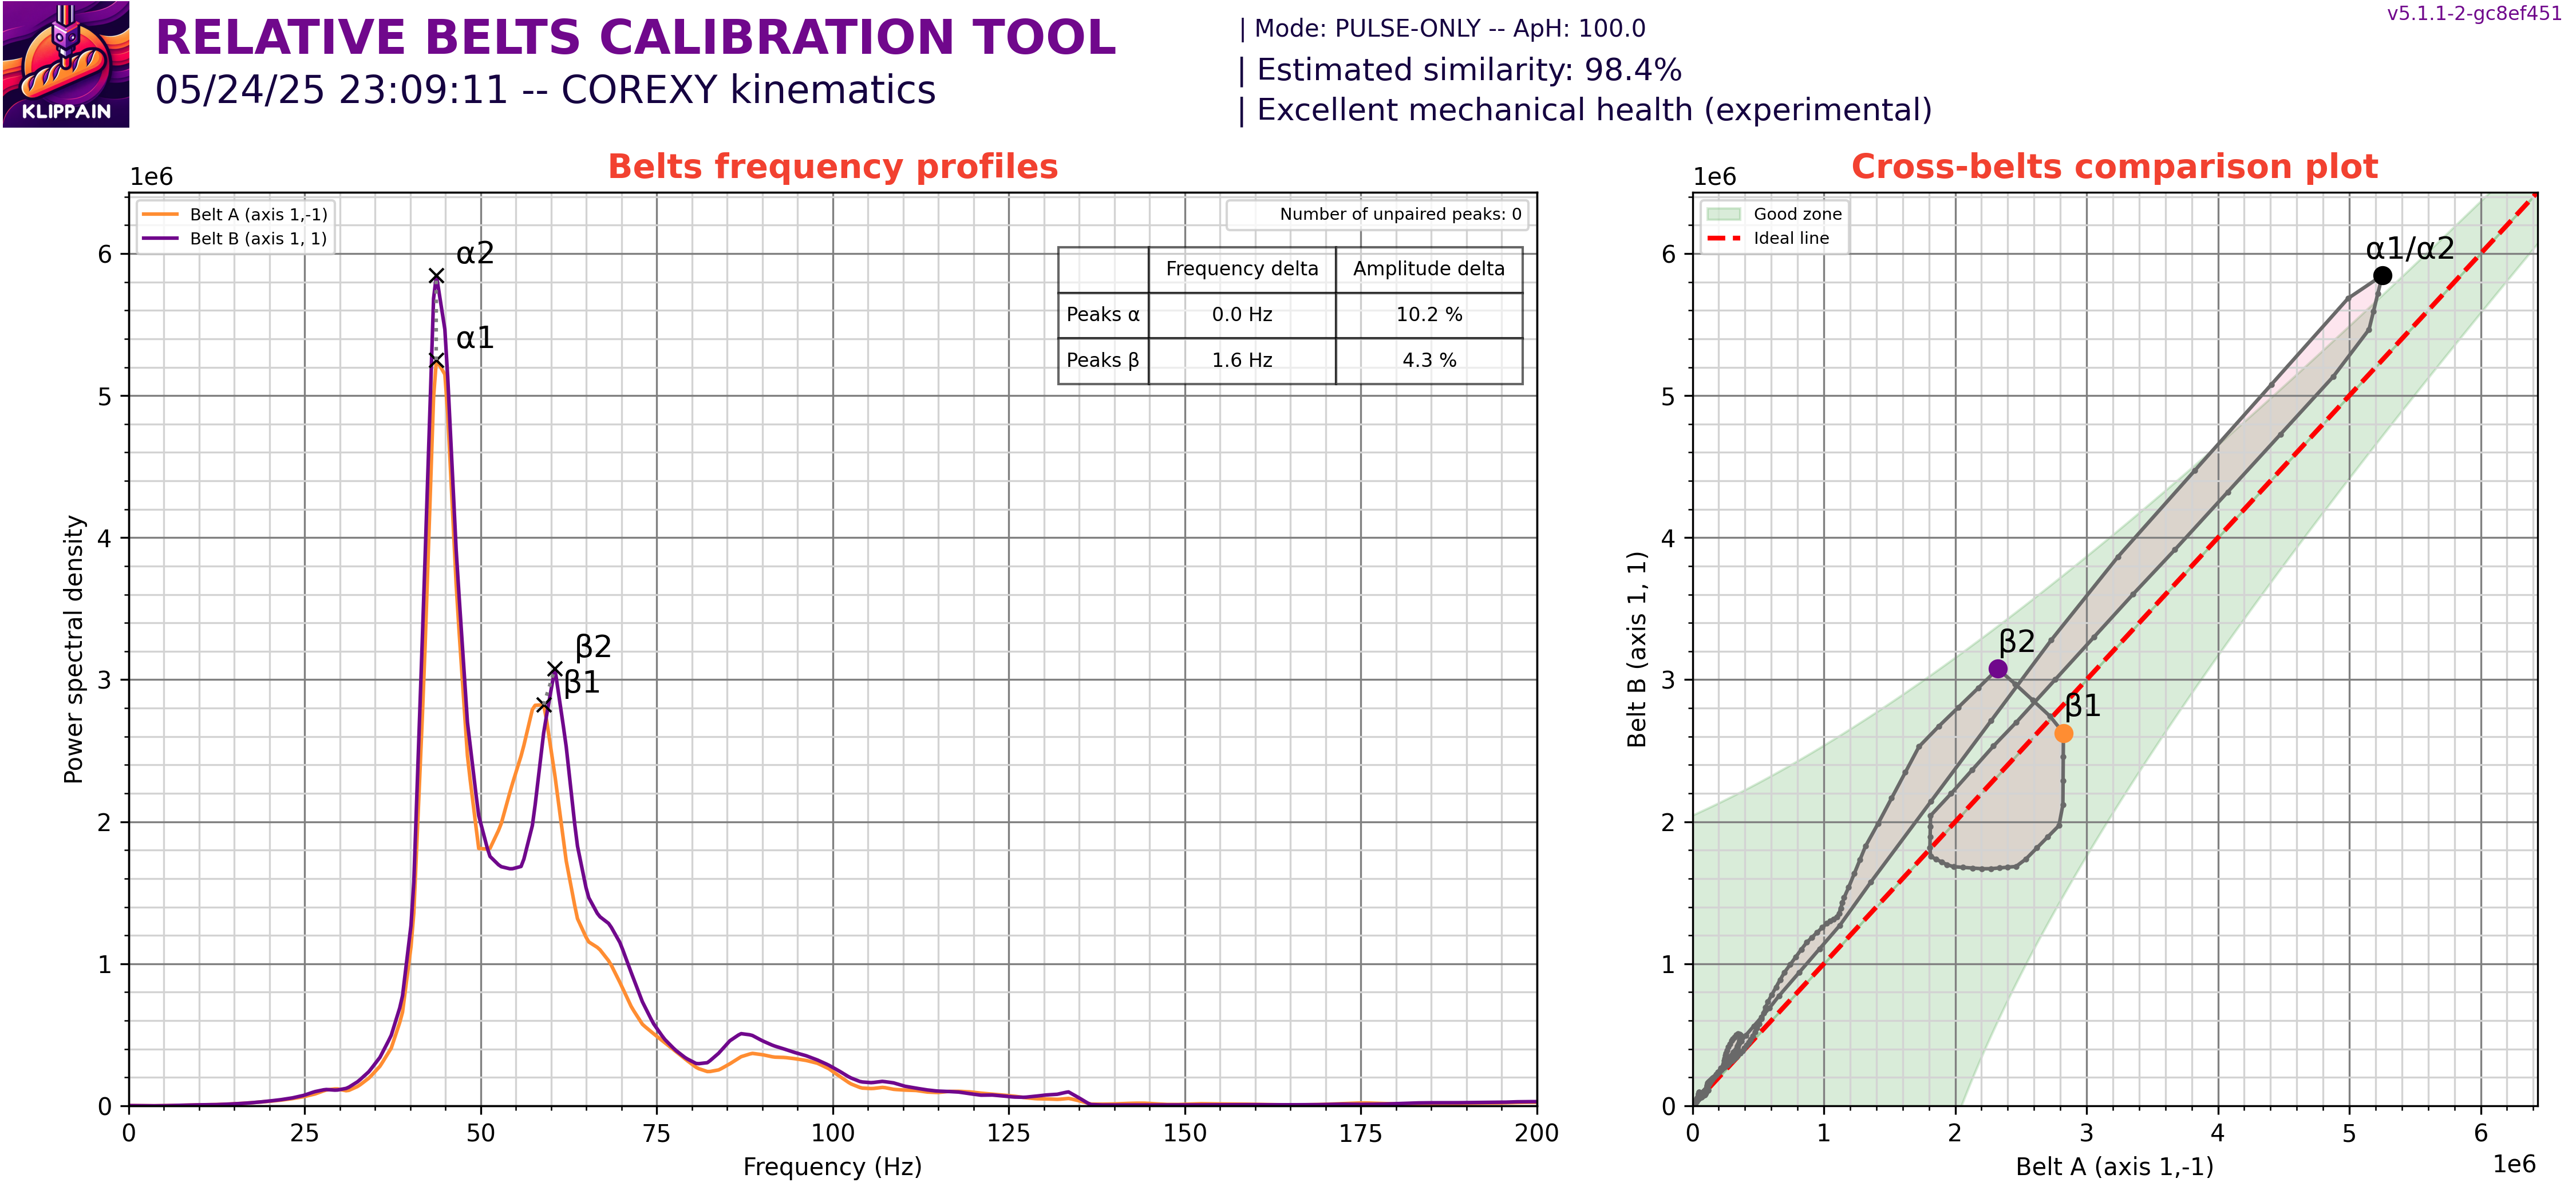 KLIPPAIN
RELATIVE BELTS CALIBRATION TOOL
05/24/25 23:09:11 -- COREXY kinematics
| Mode: PULSE-ONLY -- ApH: 100.0
| Estimated similarity: 98.4%
| Excellent mechanical health (experimental)
v5.1.1-2-gc8ef451
Belts frequency profiles
1e6
Belt A (axis 1,-1)
Belt B (axis 1, 1)
Number of unpaired peaks: 0
Frequency delta Amplitude delta
Peaks α 0.0 Hz 10.2 %
Peaks β 1.6 Hz 4.3 %
α2
α1
β2
β1
6
5
4
3
2
1
0
Power spectral density
0 25 50 75 100 125 150 175 200
Frequency (Hz)
Cross-belts comparison plot
1e6
Good zone
Ideal line
α1/α2
β2
β1
6
5
4
3
2
1
0
Belt B (axis 1, 1)
0 1 2 3 4 5 6
Belt A (axis 1,-1)
1e6